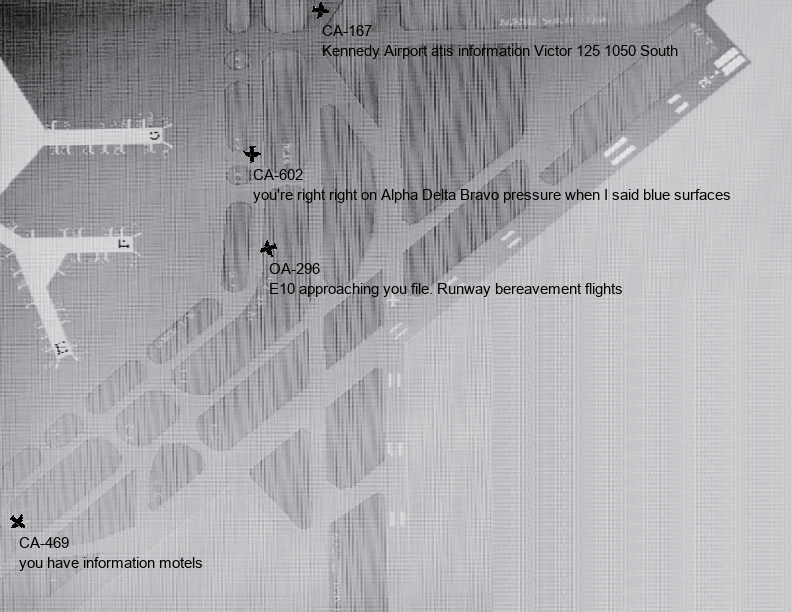 CA-167
Kennedy Airport atis information Victor 125 1050 South
CA-602
you're right right on Alpha Delta Bravo pressure when I said blue surfaces
OA-296
E10 approaching you file. Runway bereavement flights
CA-469
you have information motels